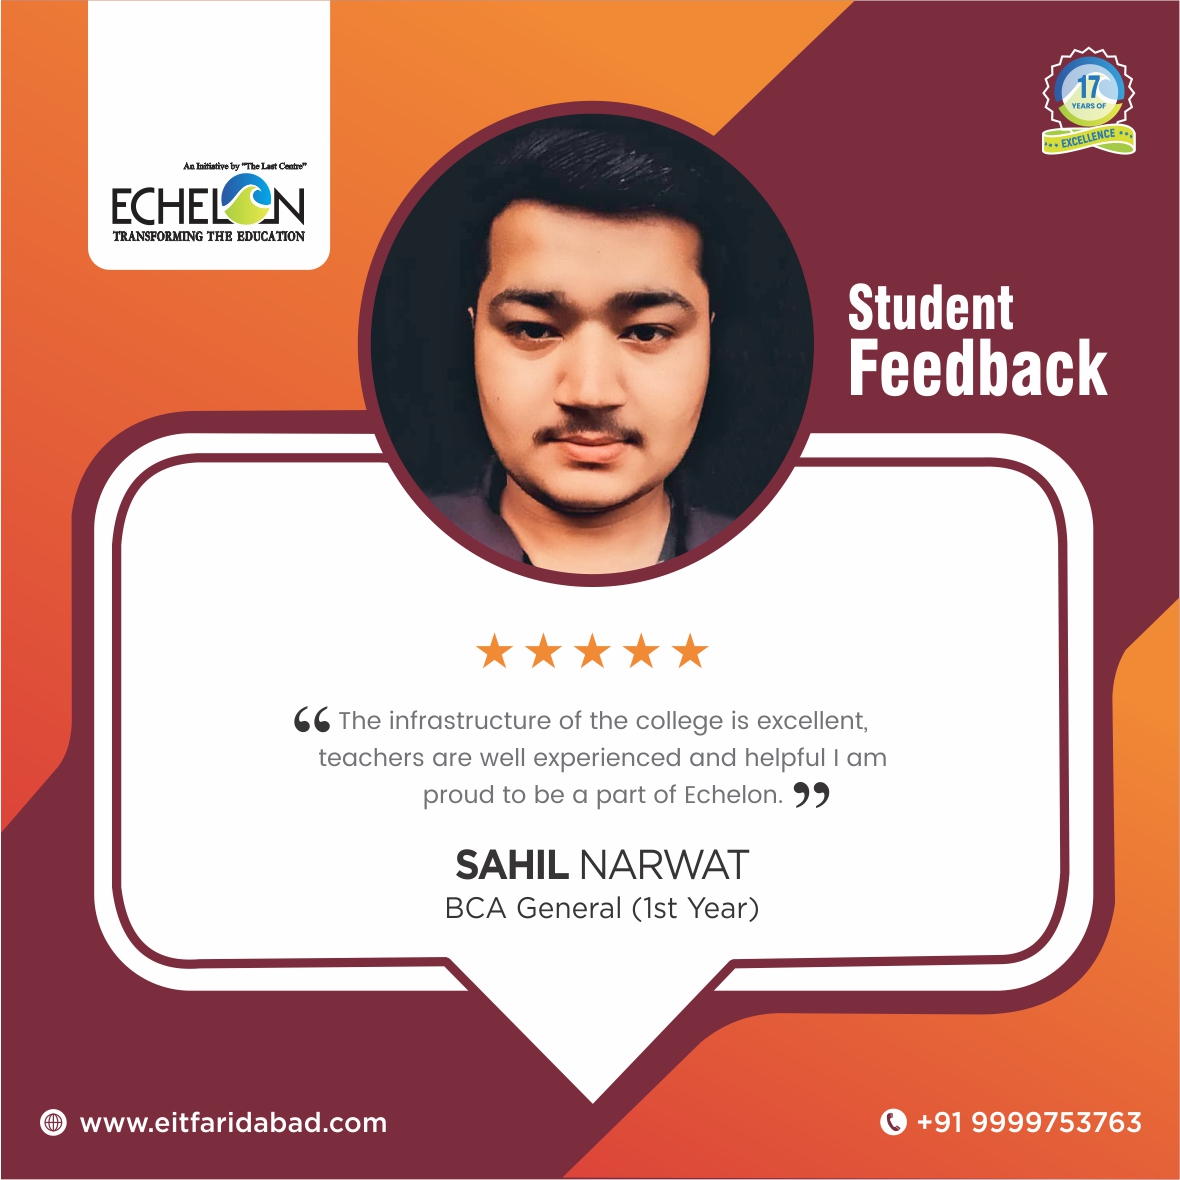 An Initiative by "The Last Centre"
ECHELON
TRANSFORMING THE EDUCATION
17
YEARS OF
EXCELLENCE
Student
Feedback
“ The infrastructure of the college is excellent,
teachers are well experienced and helpful I am
proud to be a part of Echelon. ”
SAHIL NARWAT
BCA General (1st Year)
www.eitfaridabad.com
+91 9999753763